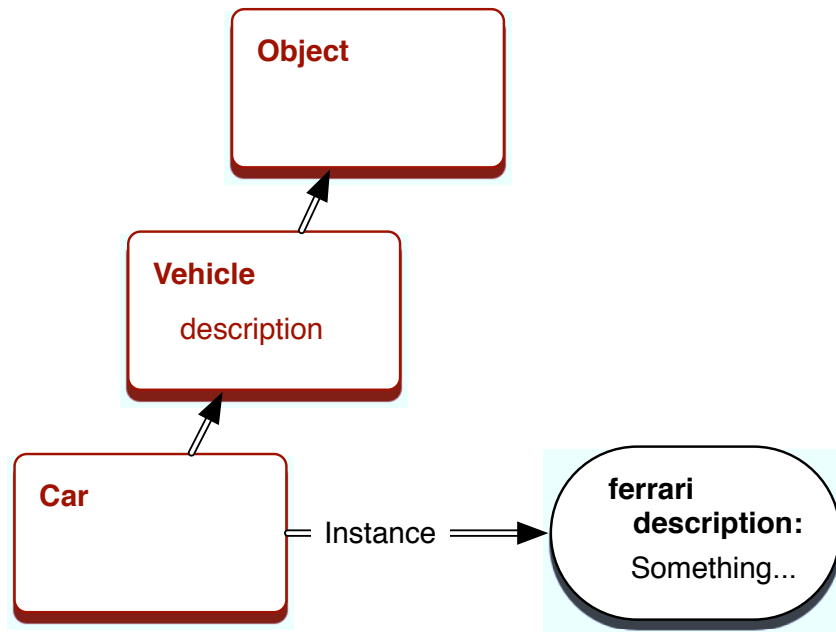 Object
Vehicle
description
Car
Instance
ferrari
description:
Something...